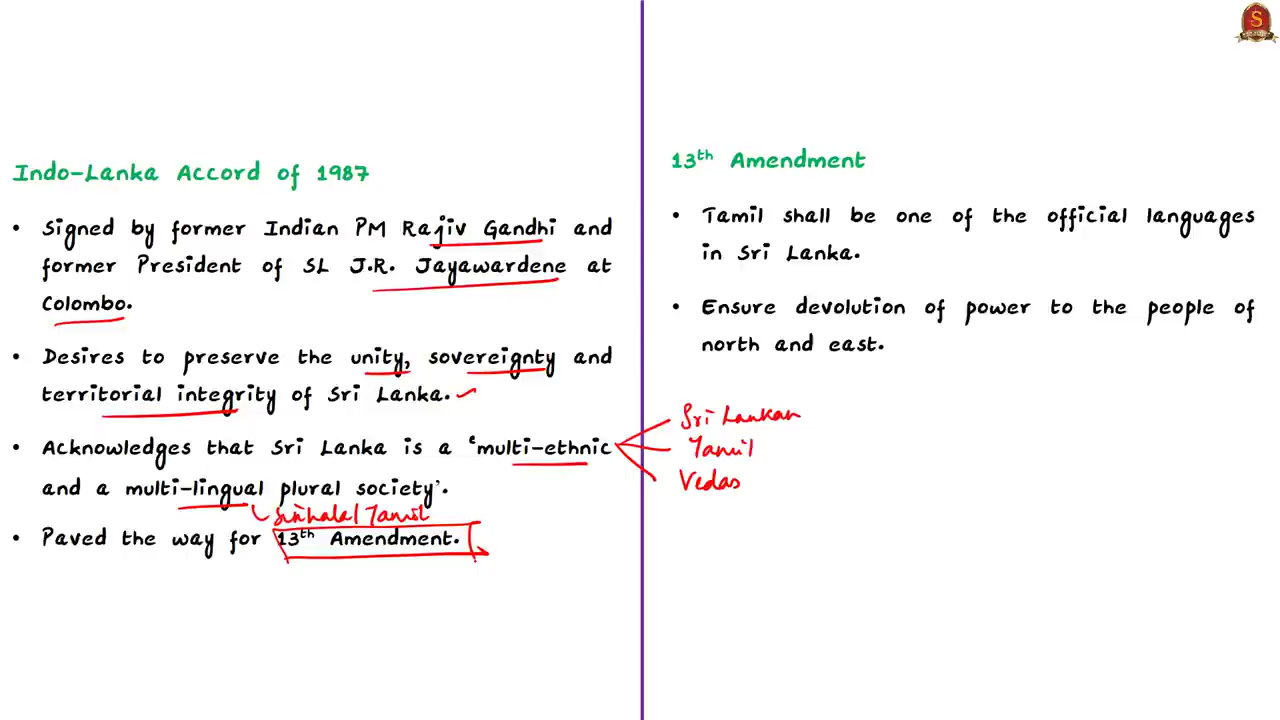 Indo-Lanka Accord of 1987
• Signed by former Indian PM Rajiv Gandhi and
former President of SL J.R. Jayawardene at
Colombo.
• Desires to preserve the unity, sovereignty and
territorial integrity of Sri Lanka.
• Acknowledges that Sri Lanka is a ‘multi-ethnic
and a multi-lingual plural society’.
Sinhala/Tamil
• Paved the way for 13th Amendment.
13th Amendment
• Tamil shall be one of the official languages
in Sri Lanka.
• Ensure devolution of power to the people of
north and east.
Sri Lankan
Tamil
Vedas
S